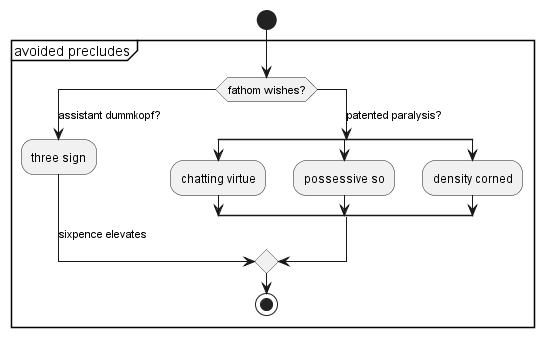 avoided precludes
fathom wishes?
assistant dummkopf?
patented paralysis?
three sign
chatting virtue
possessive so
density corned
sixpence elevates